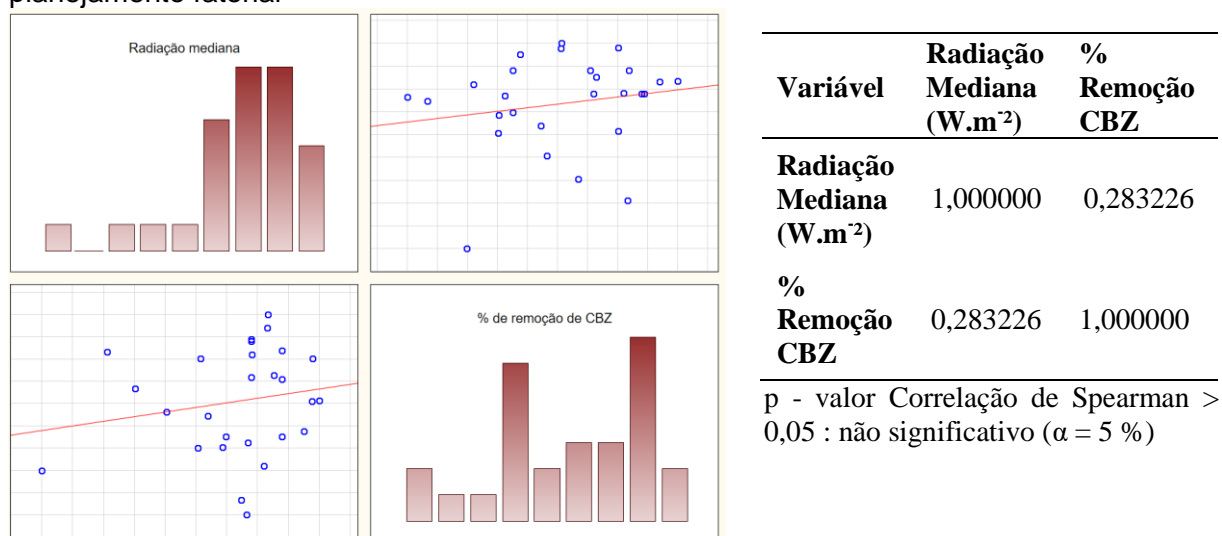 planejamento fatorial
Radiação mediana
% de remoção de CBZ
Variável Radiação Mediana (W.m⁻²) % Remoção CBZ
Radiação Mediana (W.m⁻²) 1,000000 0,283226
% Remoção CBZ 0,283226 1,000000
p - valor Correlação de Spearman >
0,05 : não significativo (α = 5 %)